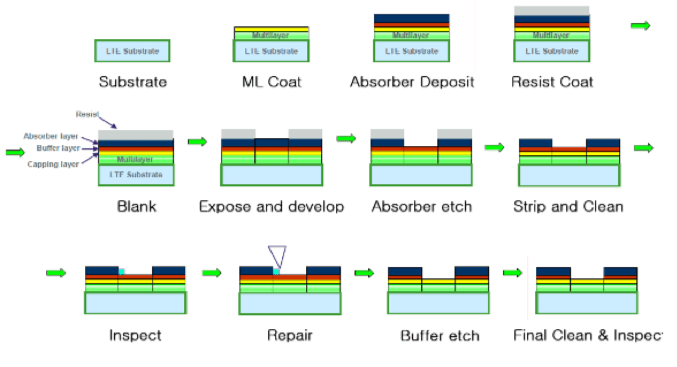 LTE Substrate
Multilayer
LTE Substrate
Multilayer
LTE Substrate
Multilayer
LTE Substrate
Substrate
ML Coat
Absorber Deposit
Resist Coat
Resist
Absorber layer
Buffer layer
Capping layer
Multilayer
LTE Substrate
Blank
Expose and develop
Absorber etch
Strip and Clean
Inspect
Repair
Buffer etch
Final Clean & Inspect